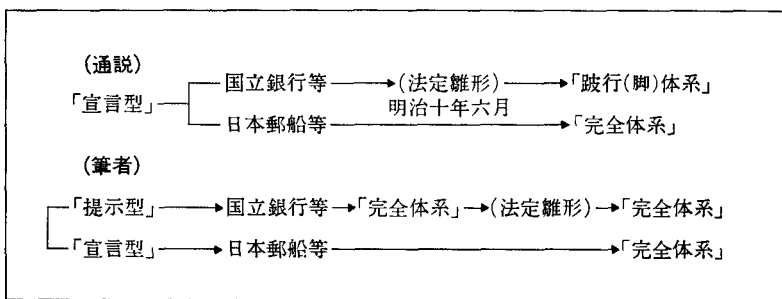 (通説)
国立銀行等→(法定雛形)→「跛行(脚)体系」
「宣言型」
明治十年六月
日本郵船等→「完全体系」
(筆者)
「提示型」→国立銀行等→「完全体系」→(法定雛形)→「完全体系」
「宣言型」→日本郵船等→「完全体系」